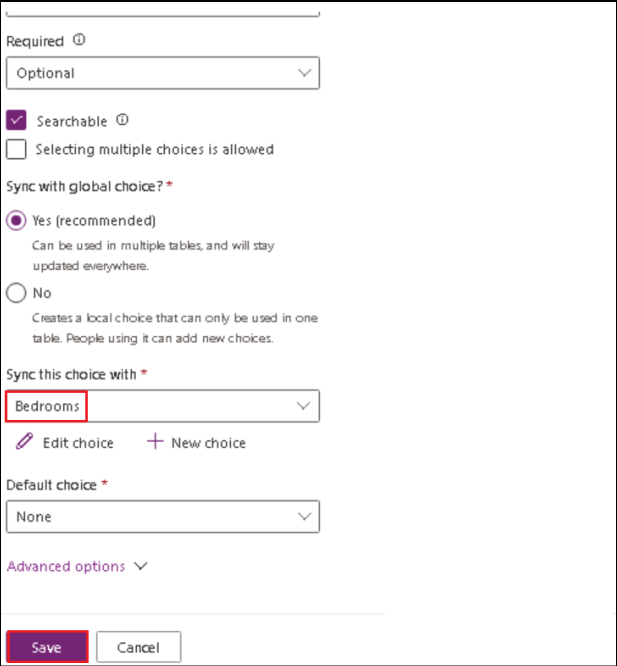 Required
Optional
Searchable
Selecting multiple choices is allowed
Sync with global choice? *
Yes (recommended)
Can be used in multiple tables, and will stay
updated everywhere.
No
Creates a local choice that can only be used in one
table. People using it can add new choices.
Sync this choice with *
Bedrooms
Edit choice New choice
Default choice *
None
Advanced options
Save Cancel